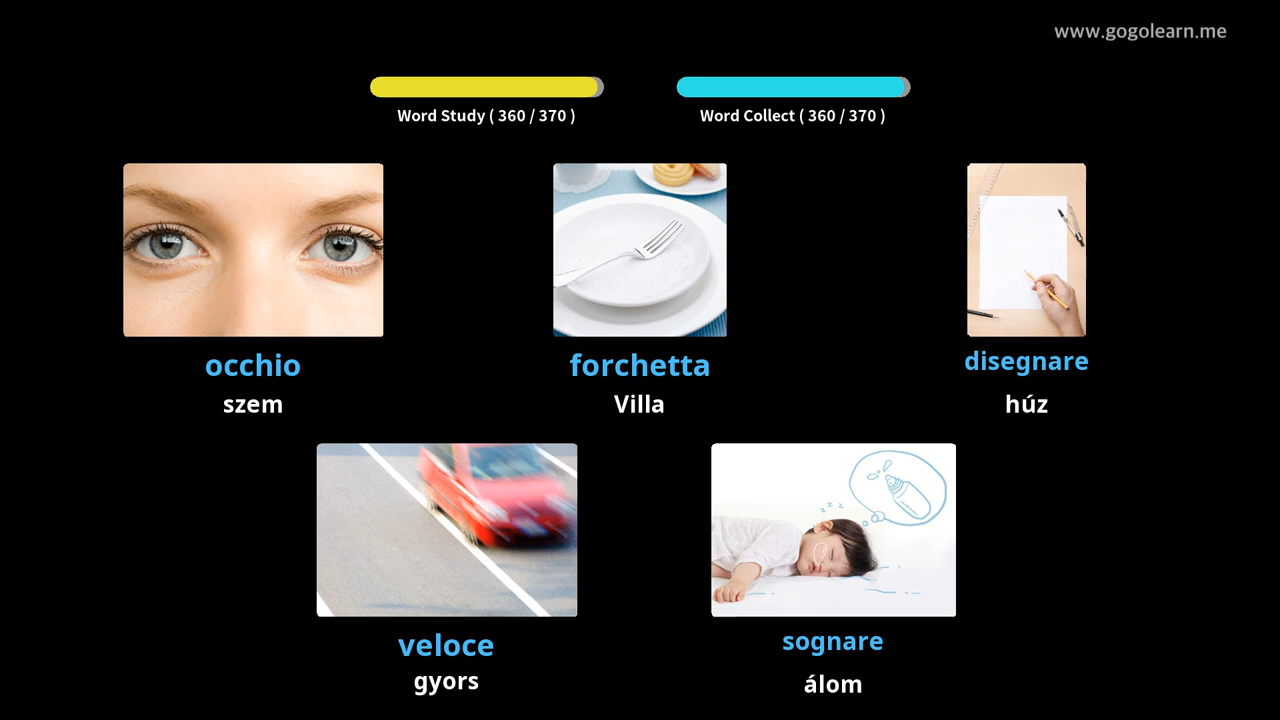 www.gogolearn.me
Word Study ( 360 / 370 )
Word Collect ( 360 / 370 )
occhio
szem
forchetta
Villa
disegnare
húz
veloce
gyors
sognare
álom